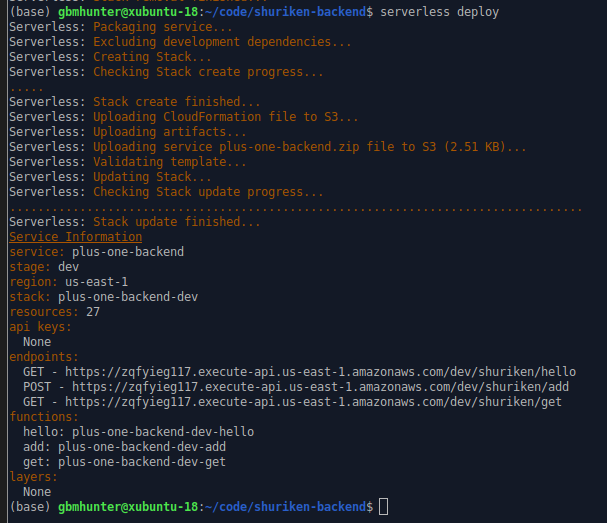 (base) gbmhunter@xubuntu-18:~/code/shuriken-backend$ serverless deploy
Serverless: Packaging service...
Serverless: Excluding development dependencies...
Serverless: Creating Stack...
Serverless: Checking Stack create progress...
.....
Serverless: Stack create finished...
Serverless: Uploading CloudFormation file to S3...
Serverless: Uploading artifacts...
Serverless: Uploading service plus-one-backend.zip file to S3 (2.51 KB)...
Serverless: Validating template...
Serverless: Updating Stack...
Serverless: Checking Stack update progress...
..................................................................................
Serverless: Stack update finished...
Service Information
service: plus-one-backend
stage: dev
region: us-east-1
stack: plus-one-backend-dev
resources: 27
api keys:
  None
endpoints:
  GET - https://zqfyieg117.execute-api.us-east-1.amazonaws.com/dev/shuriken/hello
  POST - https://zqfyieg117.execute-api.us-east-1.amazonaws.com/dev/shuriken/add
  GET - https://zqfyieg117.execute-api.us-east-1.amazonaws.com/dev/shuriken/get
functions:
  hello: plus-one-backend-dev-hello
  add: plus-one-backend-dev-add
  get: plus-one-backend-dev-get
layers:
  None
(base) gbmhunter@xubuntu-18:~/code/shuriken-backend$